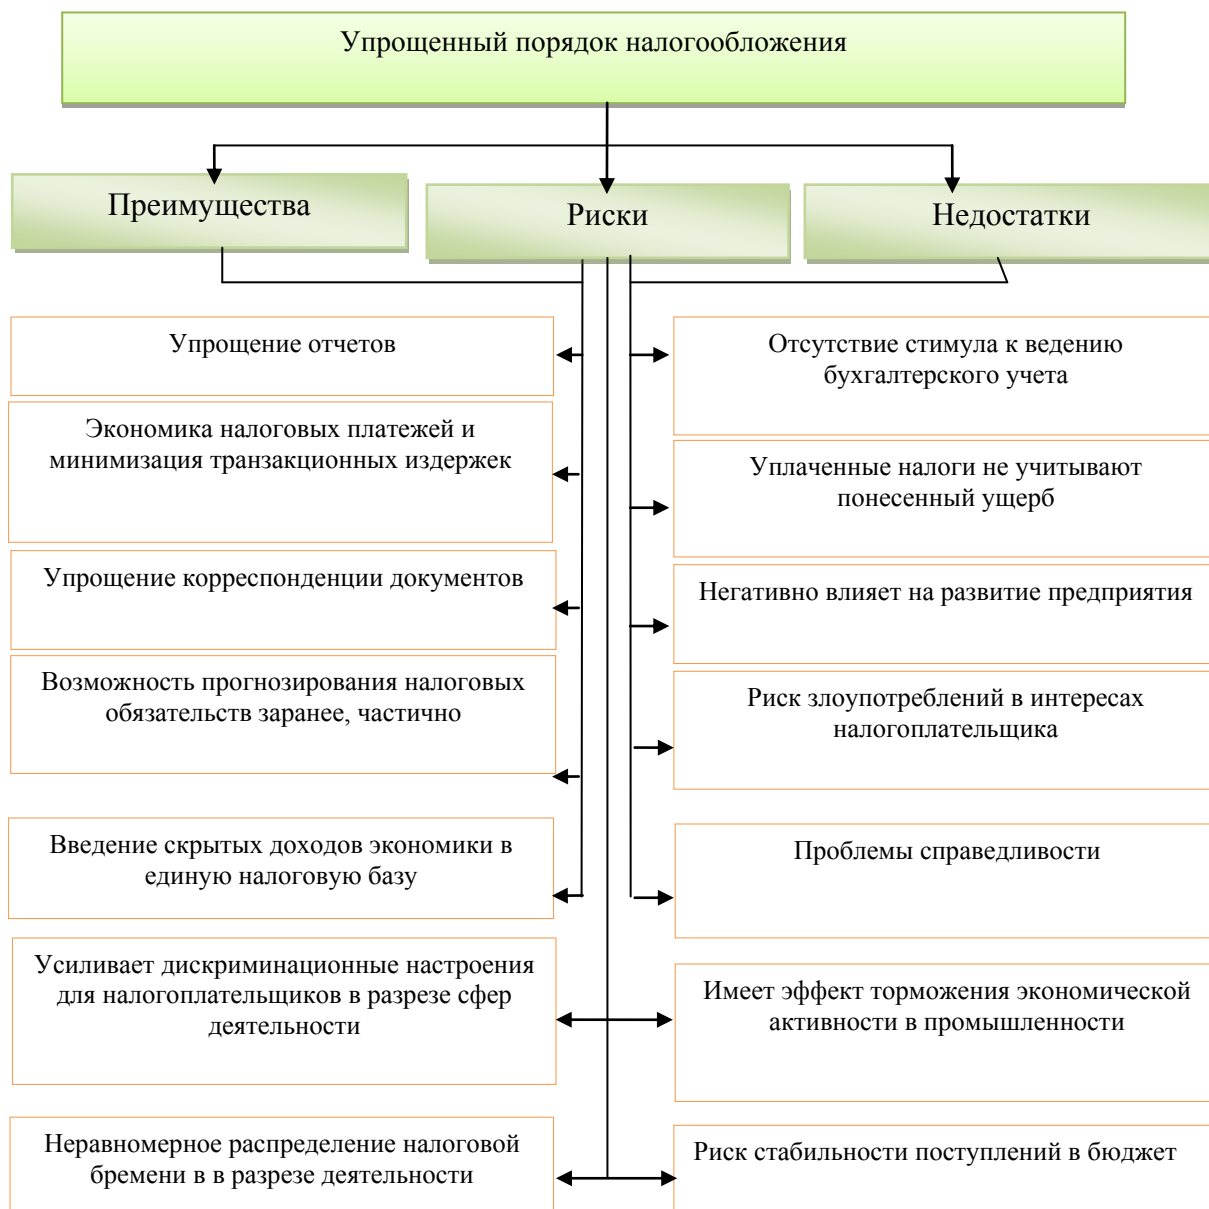 Упрощенный порядок налогообложения
Преимущества
Риски
Недостатки
Упрощение отчетов
Экономика налоговых платежей и
минимизация транзакционных издержек
Упрощение корреспонденции документов
Возможность прогнозирования налоговых
обязательств заранее, частично
Введение скрытых доходов экономики в
единую налоговую базу
Отсутствие стимула к ведению
бухгалтерского учета
Уплаченные налоги не учитывают
понесенный ущерб
Негативно влияет на развитие предприятия
Риск злоупотреблений в интересах
налогоплательщика
Проблемы справедливости
Усиливает дискриминационные настроения
для налогоплательщиков в разрезе сфер
деятельности
Имеет эффект торможения экономической
активности в промышленности
Неравномерное распределение налоговой
бремени в в разрезе деятельности
Риск стабильности поступлений в бюджет